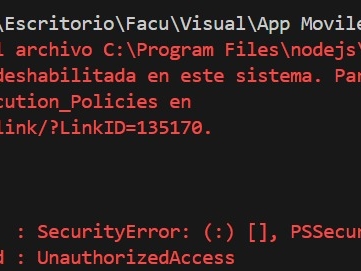 \Escritorio\Facu\Visual\App Movile
l archivo C:\Program Files\nodejs\
deshabilitada en este sistema. Par
cution_Policies en
link/?LinkID=135170.
: SecurityError: (:) [], PSSecur
d : UnauthorizedAccess